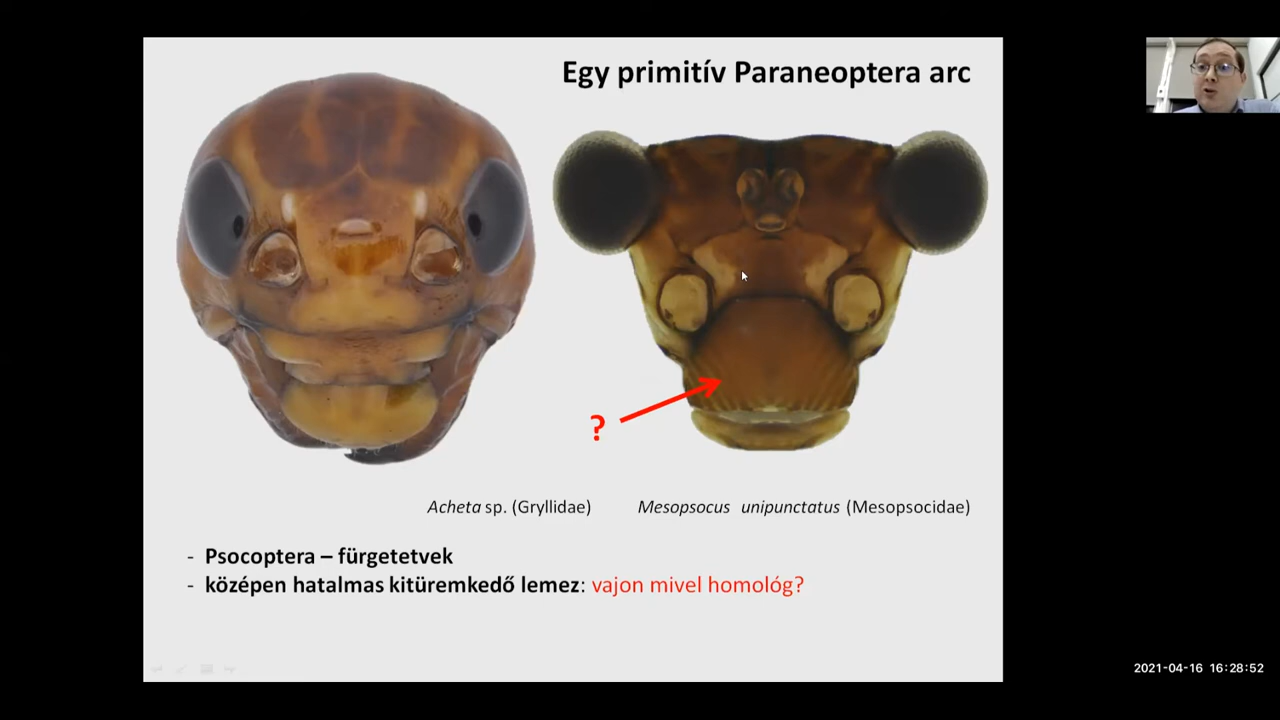 Egy primitív Paraneoptera arc
?
Acheta sp. (Gryllidae)
Mesopsocus unipunctatus (Mesopsocidae)
- Psocoptera – fürgetetvek
- középen hatalmas kitüremkedő lemez: vajon mivel homológ?
2021-04-16 16:28:52